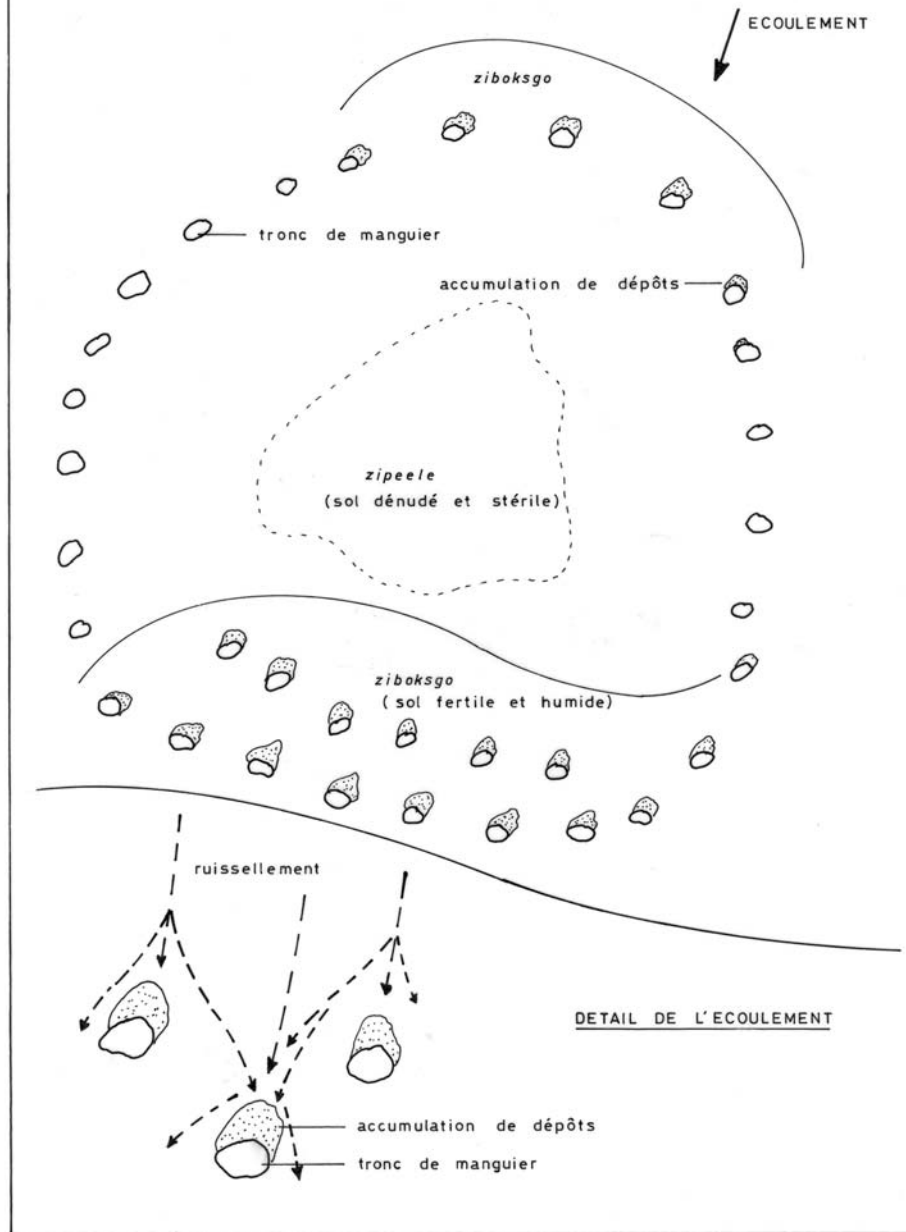 ECOULEMENT
ziboksgo
tronc de manguier
accumulation de dépôts
zipeele
(sol dénudé et stérile)
ziboksgo
(sol fertile et humide)
ruissellement
DETAIL DE L'ECOULEMENT
accumulation de dépôts
tronc de manguier